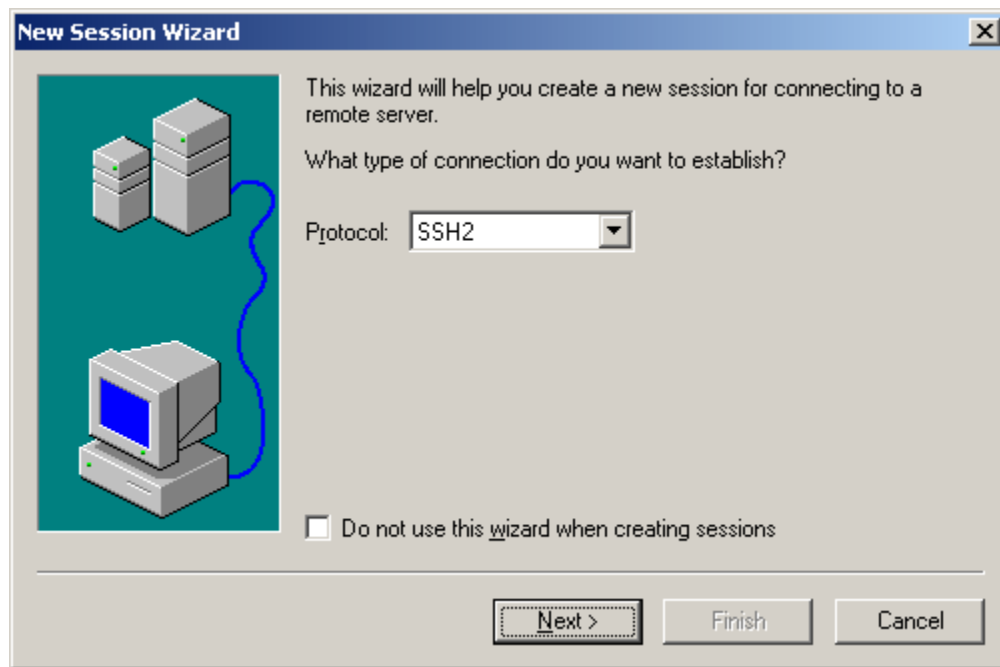 New Session Wizard
This wizard will help you create a new session for connecting to a
remote server.
What type of connection do you want to establish?
Protocol: SSH2
Do not use this wizard when creating sessions
Next > Finish Cancel